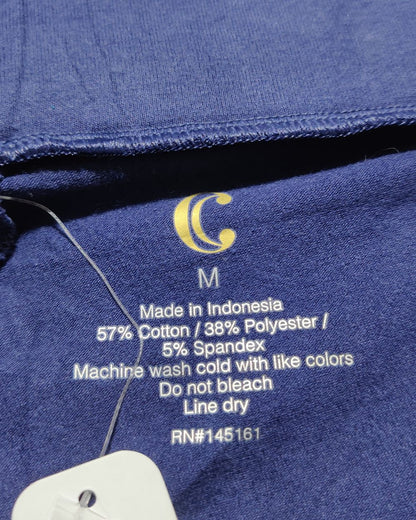 M
Made in Indonesia
57% Cotton / 38% Polyester /
5% Spandex
Machine wash cold with like colors
Do not bleach
Line dry
RN#145161